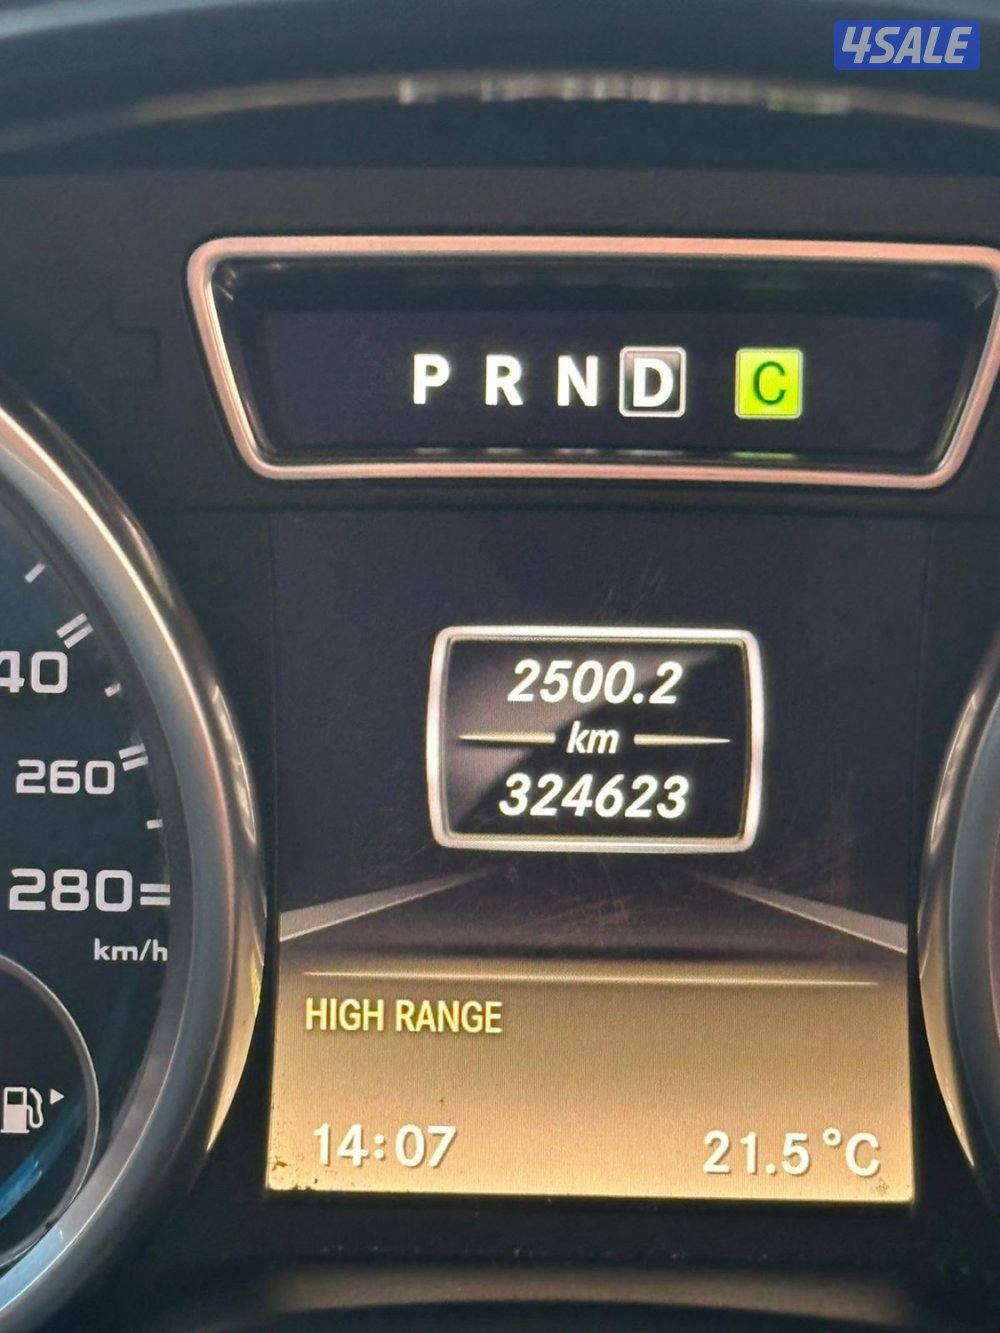 4SALE
P R N D C
2500.2
km
324623
40
260
280
km/h
HIGH RANGE
14:07 21.5 °C